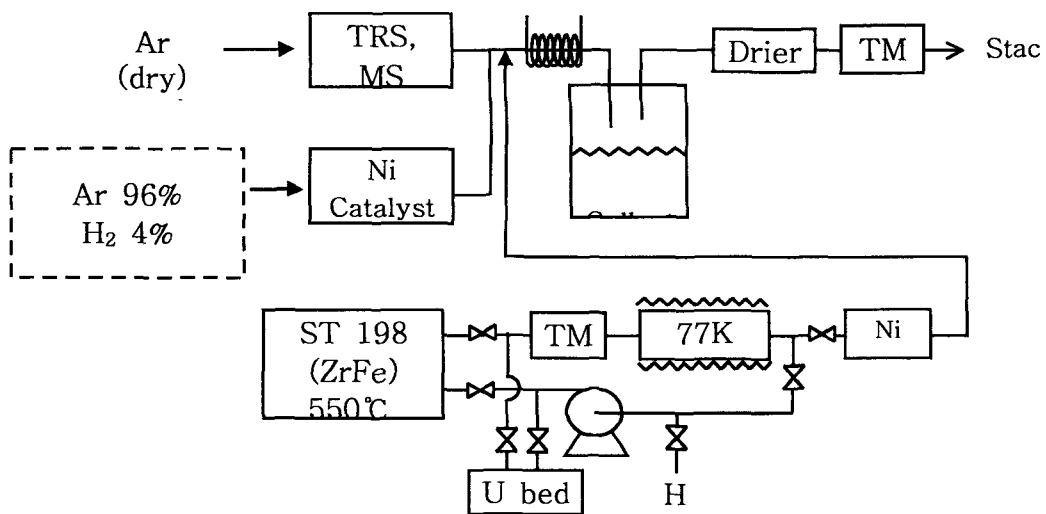 Ar
(dry)
TRS,
MS
Drier
TM
Stac
Ar 96%
H₂ 4%
Ni
Catalyst
ST 198
(ZrFe)
550℃
TM
77K
Ni
U bed
H